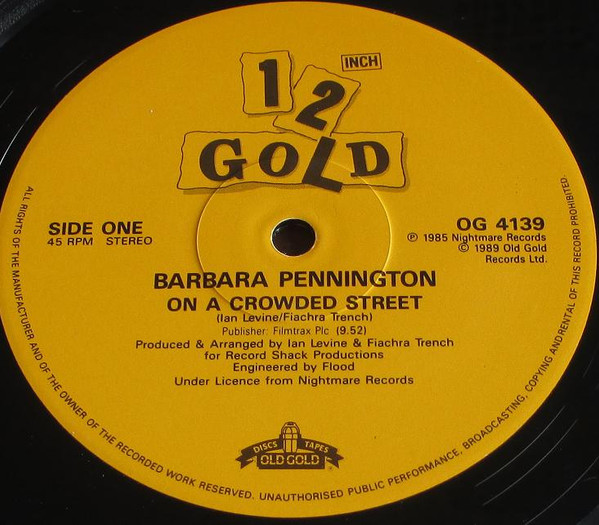 12 INCH
GOLD
SIDE ONE
45 RPM STEREO
OG 4139
℗ 1985 Nightmare Records
© 1989 Old Gold
Records Ltd.
BARBARA PENNINGTON
ON A CROWDED STREET
(Ian Levine/Fiachra Trench)
Publisher: Filmtrax Plc (9.52)
Produced & Arranged by Ian Levine & Fiachra Trench
for Record Shack Productions
Engineered by Flood
Under Licence from Nightmare Records
DISCS TAPES
OLD GOLD
ALL RIGHTS OF THE MANUFACTURER AND OF THE OWNER OF THE RECORDED WORK RESERVED. UNAUTHORISED PUBLIC PERFORMANCE, BROADCASTING, COPYING AND RENTAL OF THIS RECORD PROHIBITED.